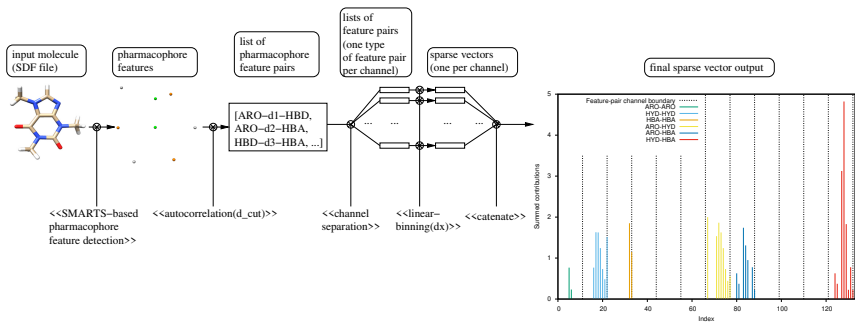 input molecule
(SDF file)
pharmacophore
features
list of
pharmacophore
feature pairs
lists of
feature pairs
(one type
of feature pair
per channel)
sparse vectors
(one per channel)
final sparse vector output
[ARO−d1−HBD,
ARO−d2−HBA,
HBD−d3−HBA, ...]
... ...
... ...
<<SMARTS−based
pharmacophore
feature detection>>
<<autocorrelation(d_cut)>>
<<channel
separation>>
<<linear−
binning(dx)>>
<<catenate>>
Feature-pair channel boundary
ARO-ARO
HYD-HYD
HBA-HBA
ARO-HYD
ARO-HBA
HYD-HBA
Summed contributions
5
4
3
2
1
0
0 20 40 60 80 100 120
Index